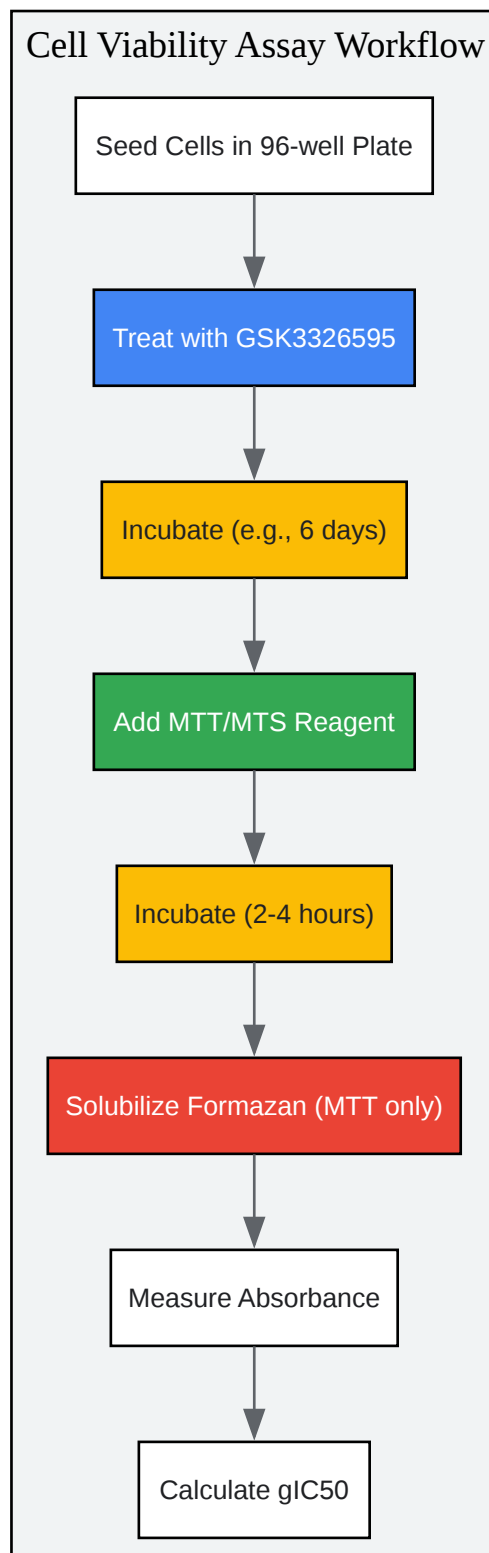 Cell Viability Assay Workflow
Seed Cells in 96-well Plate
Treat with GSK3326595
Incubate (e.g., 6 days)
Add MTT/MTS Reagent
Incubate (2-4 hours)
Solubilize Formazan (MTT only)
Measure Absorbance
Calculate gIC50